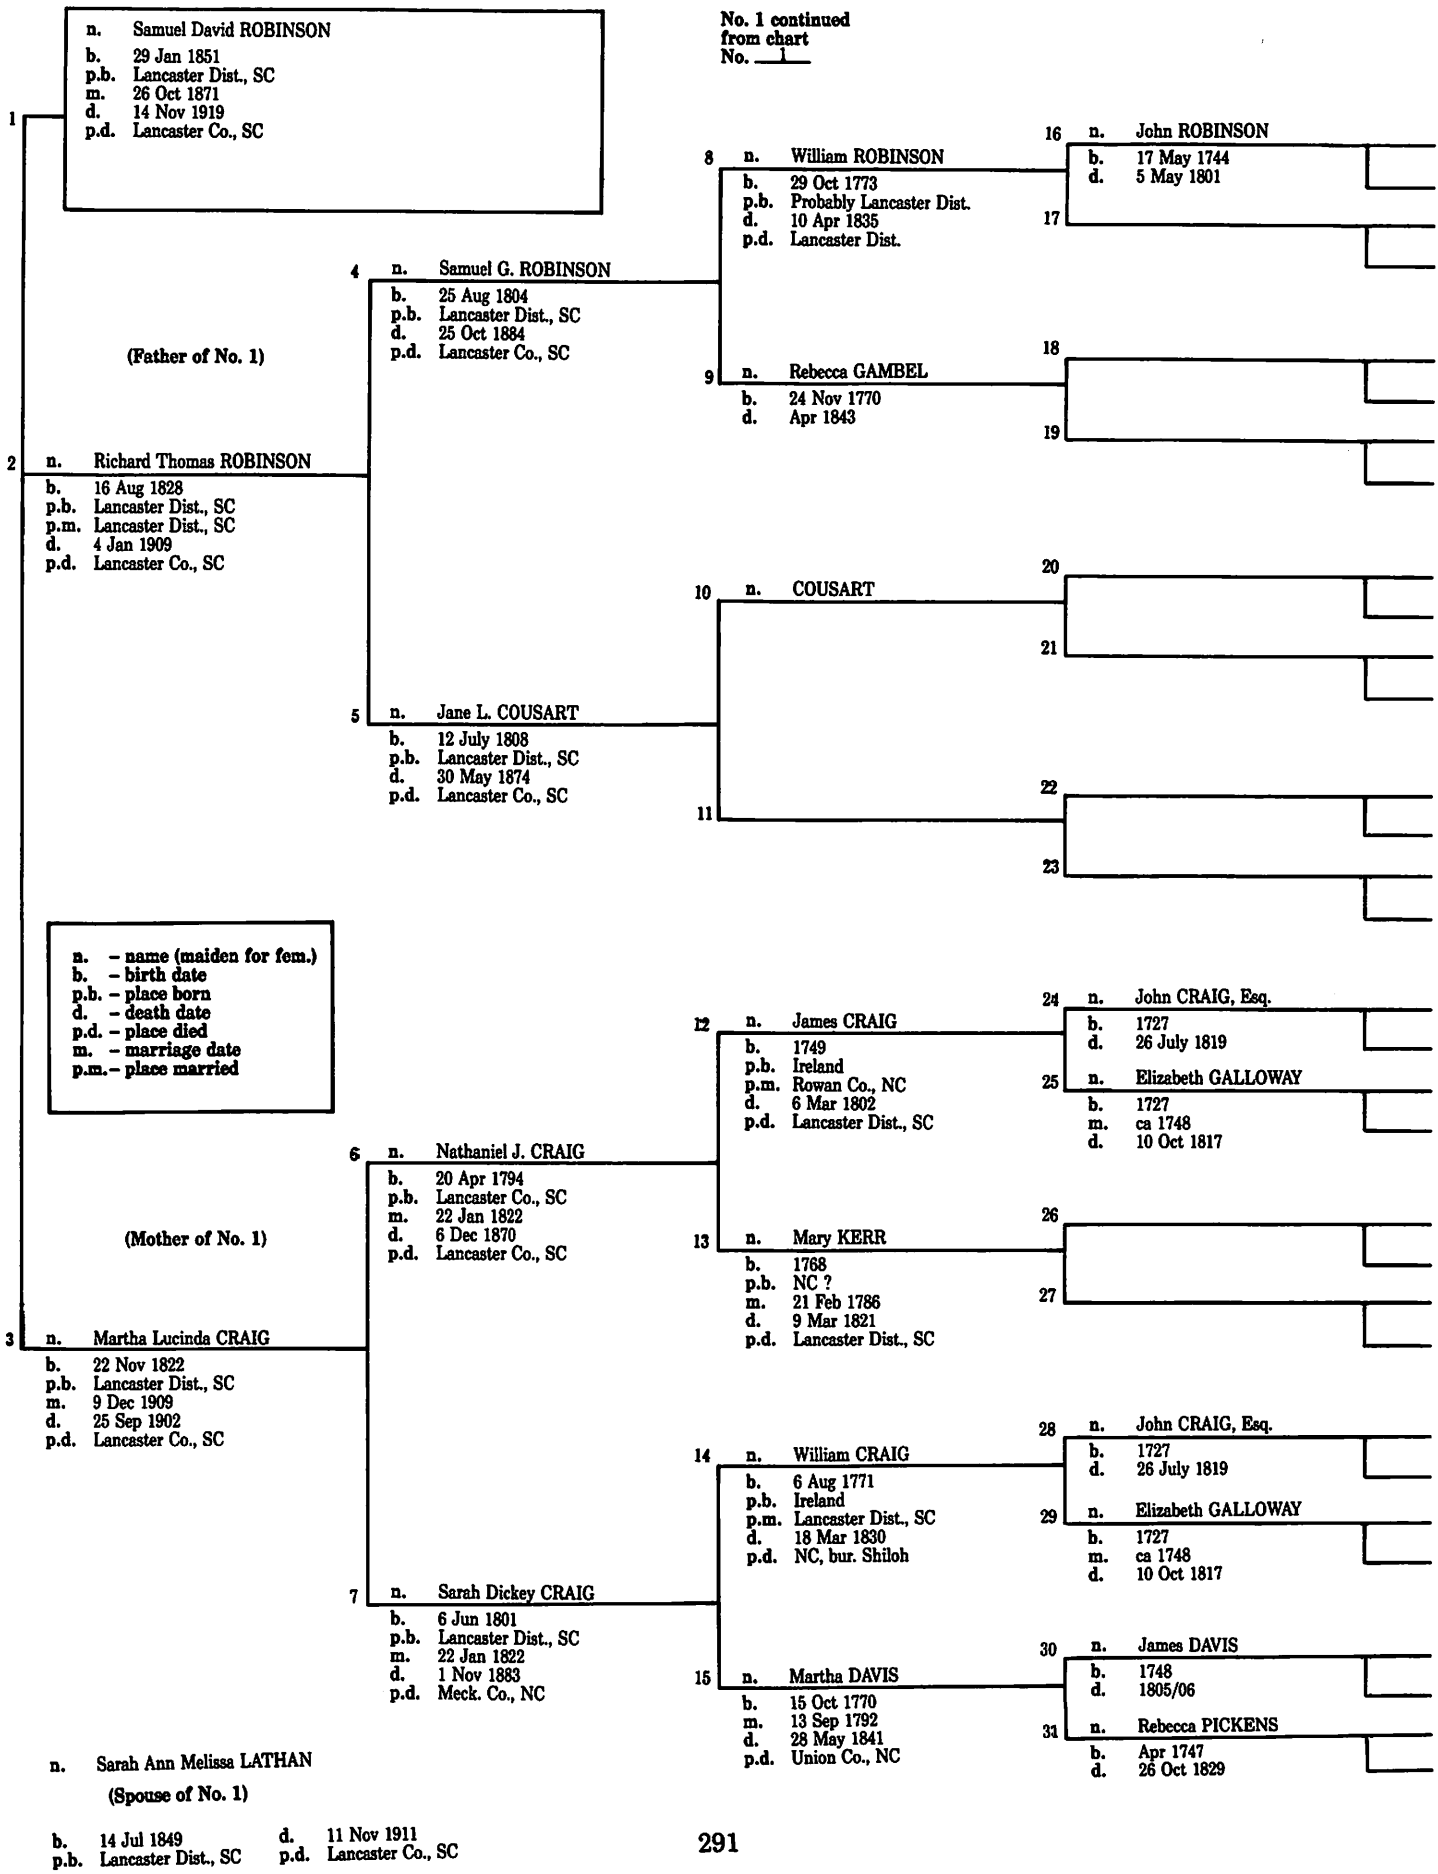 n. Samuel David ROBINSON
b. 29 Jan 1851
p.b. Lancaster Dist., SC
m. 26 Oct 1871
d. 14 Nov 1919
p.d. Lancaster Co., SC
1
No. 1 continued
from chart
No. 1
(Father of No. 1)
2 n. Richard Thomas ROBINSON
b. 16 Aug 1828
p.b. Lancaster Dist., SC
p.m. Lancaster Dist., SC
d. 4 Jan 1909
p.d. Lancaster Co., SC
n. – name (maiden for fem.)
b. – birth date
p.b. – place born
d. – death date
p.d. – place died
m. – marriage date
p.m. – place married
(Mother of No. 1)
3 n. Martha Lucinda CRAIG
b. 22 Nov 1822
p.b. Lancaster Dist., SC
m. 9 Dec 1909
d. 25 Sep 1902
p.d. Lancaster Co., SC
4 n. Samuel G. ROBINSON
b. 25 Aug 1804
p.b. Lancaster Dist., SC
d. 25 Oct 1884
p.d. Lancaster Co., SC
5 n. Jane L. COUSART
b. 12 July 1808
p.b. Lancaster Dist., SC
d. 30 May 1874
p.d. Lancaster Co., SC
6 n. Nathaniel J. CRAIG
b. 20 Apr 1794
p.b. Lancaster Co., SC
m. 22 Jan 1822
d. 6 Dec 1870
p.d. Lancaster Co., SC
7 n. Sarah Dickey CRAIG
b. 6 Jun 1801
p.b. Lancaster Dist., SC
m. 22 Jan 1822
d. 1 Nov 1883
p.d. Meck. Co., NC
8 n. William ROBINSON
b. 29 Oct 1773
p.b. Probably Lancaster Dist.
d. 10 Apr 1835
p.d. Lancaster Dist.
9 n. Rebecca GAMBEL
b. 24 Nov 1770
d. Apr 1843
10 n. COUSART
11
12 n. James CRAIG
b. 1749
p.b. Ireland
p.m. Rowan Co., NC
d. 6 Mar 1802
p.d. Lancaster Dist., SC
13 n. Mary KERR
b. 1768
p.b. NC ?
m. 21 Feb 1786
d. 9 Mar 1821
p.d. Lancaster Dist., SC
14 n. William CRAIG
b. 6 Aug 1771
p.b. Ireland
p.m. Lancaster Dist., SC
d. 18 Mar 1830
p.d. NC, bur. Shiloh
15 n. Martha DAVIS
b. 15 Oct 1770
m. 13 Sep 1792
d. 28 May 1841
p.d. Union Co., NC
16 n. John ROBINSON
b. 17 May 1744
d. 5 May 1801
17
18
19
20
21
22
23
24 n. John CRAIG, Esq.
b. 1727
d. 26 July 1819
25 n. Elizabeth GALLOWAY
b. 1727
m. ca 1748
d. 10 Oct 1817
26
27
28 n. John CRAIG, Esq.
b. 1727
d. 26 July 1819
29 n. Elizabeth GALLOWAY
b. 1727
m. ca 1748
d. 10 Oct 1817
30 n. James DAVIS
b. 1748
d. 1805/06
31 n. Rebecca PICKENS
b. Apr 1747
d. 26 Oct 1829
n. Sarah Ann Melissa LATHAN
(Spouse of No. 1)
b. 14 Jul 1849 d. 11 Nov 1911
p.b. Lancaster Dist., SC p.d. Lancaster Co., SC
291